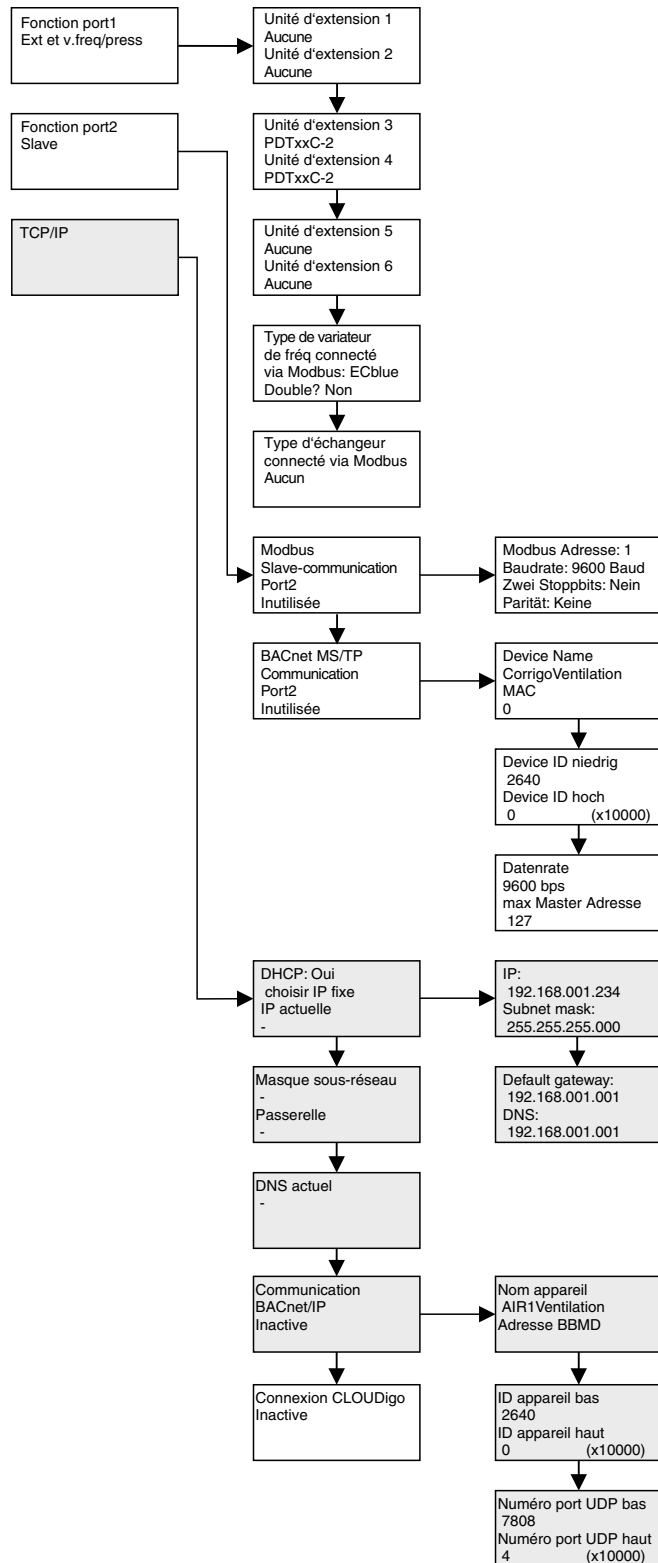 Fonction port1
Ext et v.freq/press
Unité d‘extension 1
Aucune
Unité d‘extension 2
Aucune
Fonction port2
Slave
Unité d‘extension 3
PDTxxC-2
Unité d‘extension 4
PDTxxC-2
TCP/IP
Unité d‘extension 5
Aucune
Unité d‘extension 6
Aucune
Type de variateur
de fréq connecté
via Modbus: ECblue
Double? Non
Type d‘échangeur
connecté via Modbus
Aucun
Modbus
Slave-communication
Port2
Inutilisée
Modbus Adresse: 1
Baudrate: 9600 Baud
Zwei Stoppbits: Nein
Parität: Keine
BACnet MS/TP
Communication
Port2
Inutilisée
Device Name
CorrigoVentilation
MAC
0
Device ID niedrig
2640
Device ID hoch
0 (x10000)
Datenrate
9600 bps
max Master Adresse
127
DHCP: Oui
choisir IP fixe
IP actuelle
-
IP:
192.168.001.234
Subnet mask:
255.255.255.000
Masque sous-réseau
-
Passerelle
-
Default gateway:
192.168.001.001
DNS:
192.168.001.001
DNS actuel
-
Communication
BACnet/IP
Inactive
Nom appareil
AIR1Ventilation
Adresse BBMD
Connexion CLOUDigo
Inactive
ID appareil bas
2640
ID appareil haut
0 (x10000)
Numéro port UDP bas
7808
Numéro port UDP haut
4 (x10000)